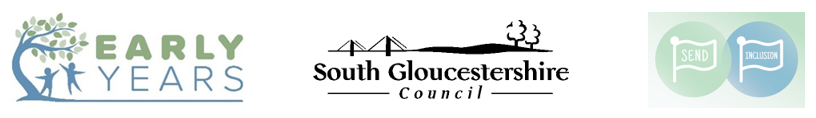 EARLY
YEARS
South Gloucestershire
Council
SEND
INCLUSION